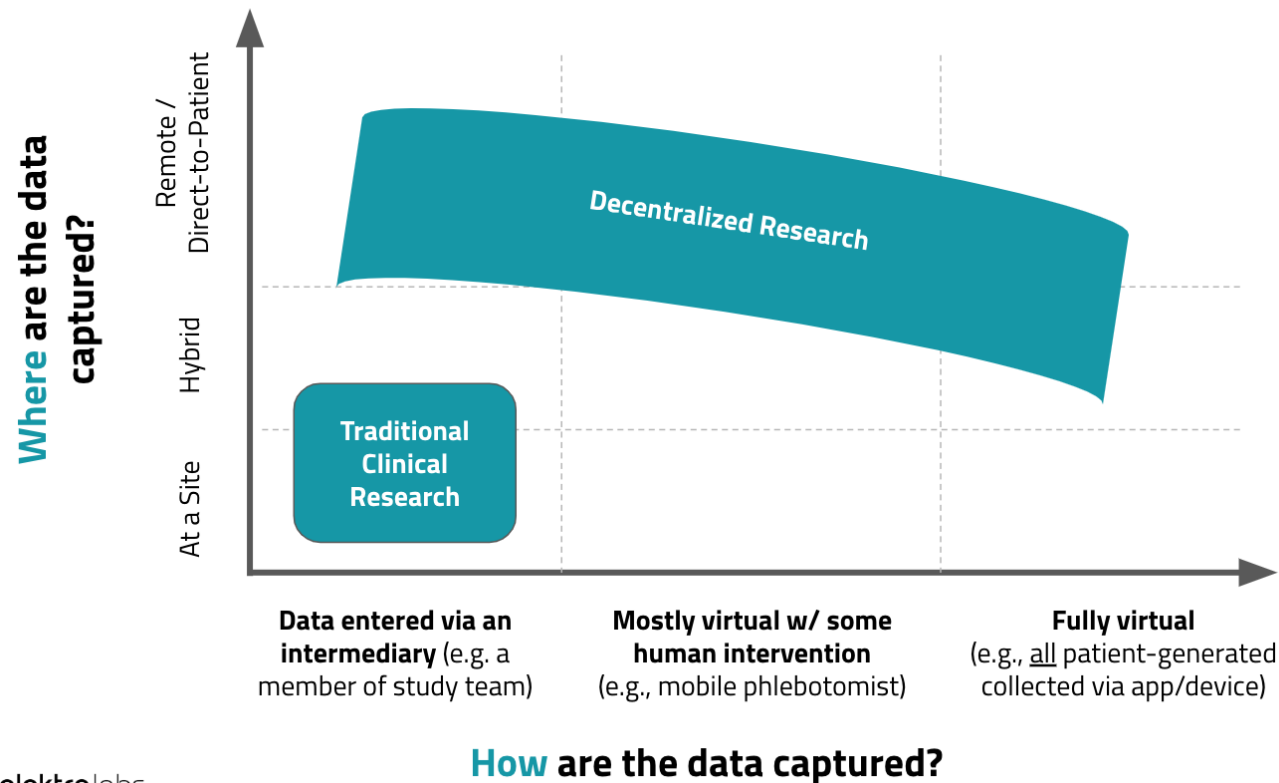 Where are the data
captured?
Remote /
Direct-to-Patient
Hybrid
At a Site
Decentralized Research
Traditional
Clinical
Research
Data entered via an
intermediary (e.g. a
member of study team)
Mostly virtual w/ some
human intervention
(e.g., mobile phlebotomist)
Fully virtual
(e.g., all patient-generated
collected via app/device)
How are the data captured?